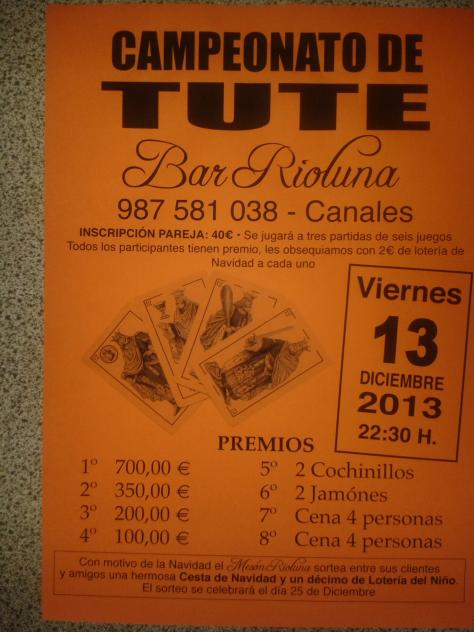 CAMPEONATO DE
TUTE
Bar Rioluna
987 581 038 - Canales
INSCRIPCIÓN PAREJA: 40€ • Se jugará a tres partidas de seis juegos
Todos los participantes tienen premio, les obsequiamos con 2€ de lotería de
Navidad a cada uno
Viernes
13
DICIEMBRE
2013
22:30 H.
PREMIOS
1º 700,00 €
2º 350,00 €
3º 200,00 €
4º 100,00 €
5º 2 Cochinillos
6º 2 Jamónes
7º Cena 4 personas
8º Cena 4 personas
Con motivo de la Navidad el Mesón Rioluna sortea entre sus clientes
y amigos una hermosa Cesta de Navidad y un décimo de Lotería del Niño.
El sorteo se celebrará el día 25 de Diciembre